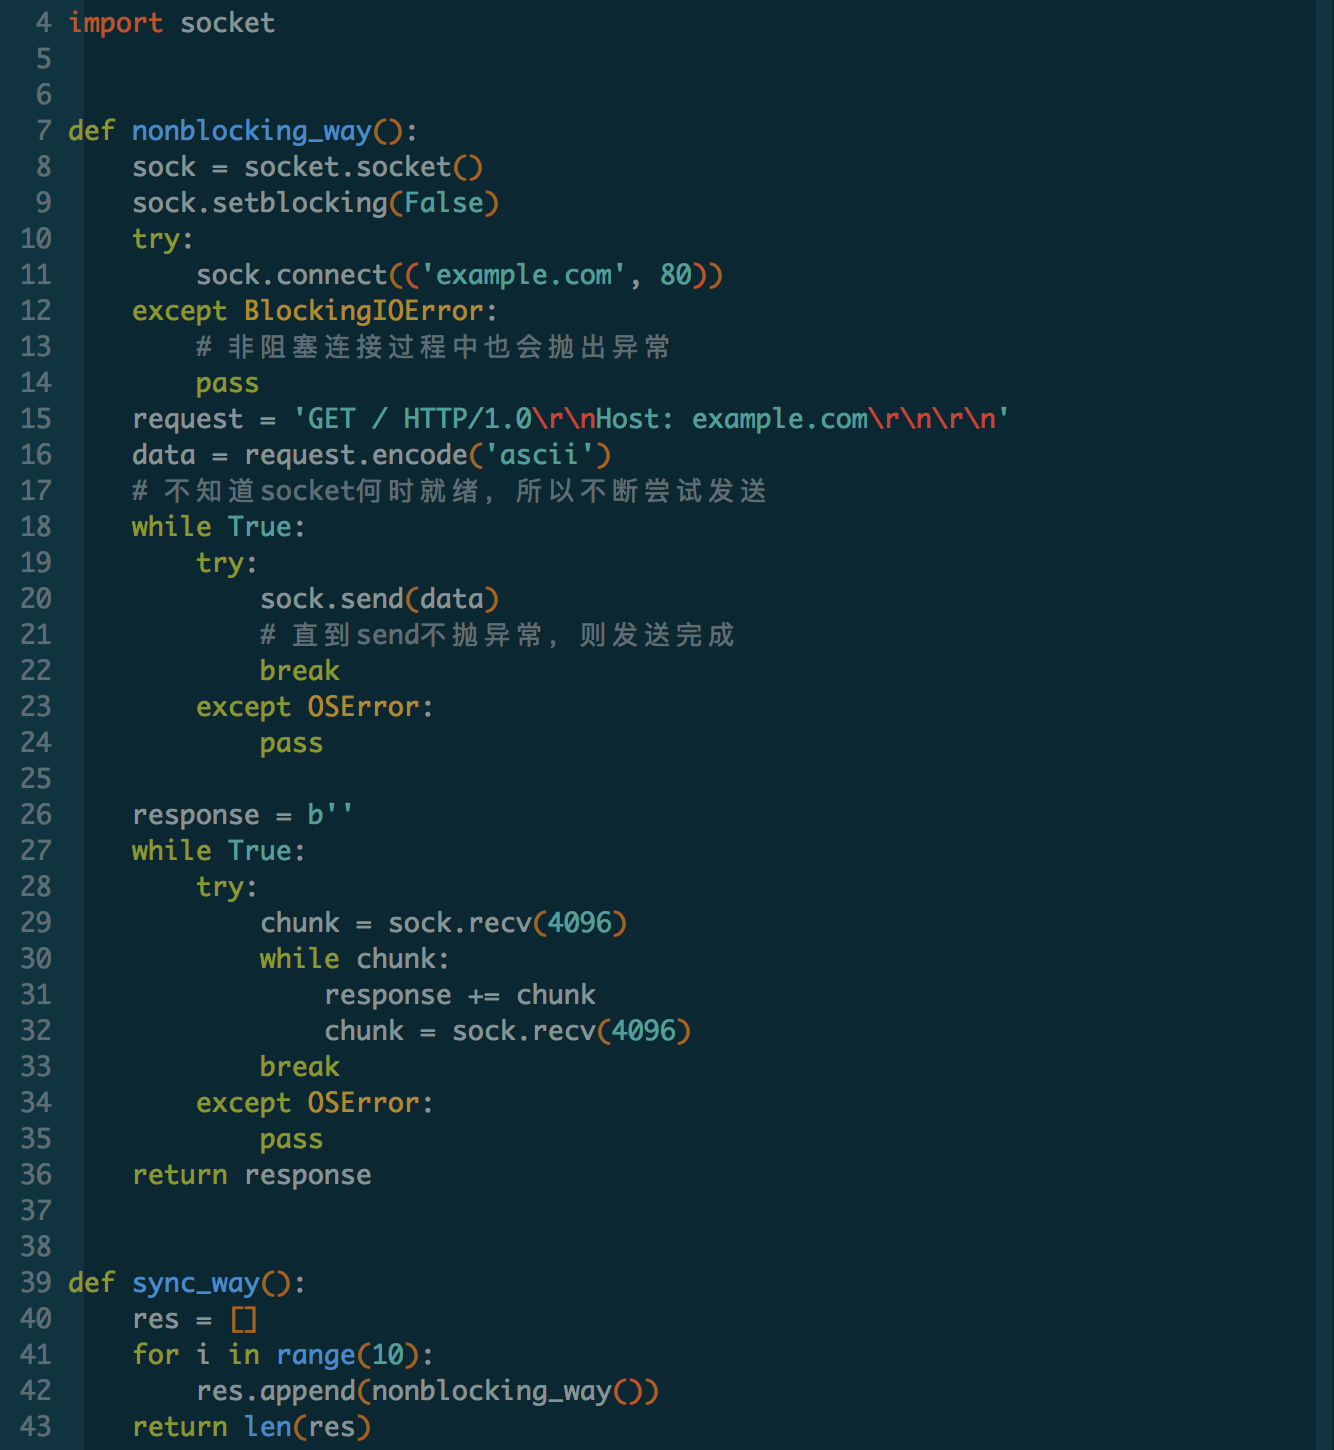 4 import socket
5
6
7 def nonblocking_way():
8     sock = socket.socket()
9     sock.setblocking(False)
10     try:
11         sock.connect(('example.com', 80))
12     except BlockingIOError:
13         # 非阻塞连接过程中也会抛出异常
14         pass
15     request = 'GET / HTTP/1.0\r\nHost: example.com\r\n\r\n'
16     data = request.encode('ascii')
17     # 不知道socket何时就绪，所以不断尝试发送
18     while True:
19         try:
20             sock.send(data)
21             # 直到send不抛异常，则发送完成
22             break
23         except OSError:
24             pass
25
26     response = b''
27     while True:
28         try:
29             chunk = sock.recv(4096)
30             while chunk:
31                 response += chunk
32                 chunk = sock.recv(4096)
33             break
34         except OSError:
35             pass
36     return response
37
38
39 def sync_way():
40     res = []
41     for i in range(10):
42         res.append(nonblocking_way())
43     return len(res)